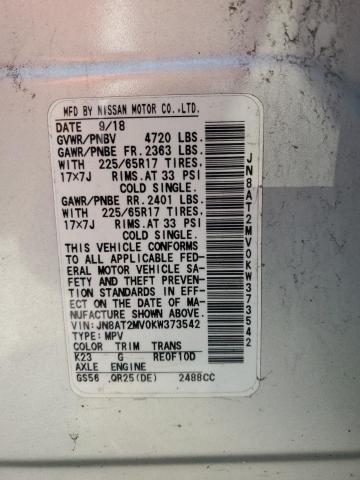 MFD BY NISSAN MOTOR CO.,LTD.
DATE 9/18
GVWR/PNBV 4720 LBS.
GAWR/PNBE FR.2363 LBS.
WITH 225/65R17 TIRES,
17×7J RIMS.AT 33 PSI
COLD SINGLE.
GAWR/PNBE RR.2401 LBS.
WITH 225/65R17 TIRES,
17×7J RIMS.AT 33 PSI
COLD SINGLE.
THIS VEHICLE CONFORMS
TO ALL APPLICABLE FED-
ERAL MOTOR VEHICLE SA-
FETY AND THEFT PREVEN-
TION STANDARDS IN EFF-
ECT ON THE DATE OF MA-
NUFACTURE SHOWN ABOVE.
VIN:JN8AT2MV0KW373542
TYPE:MPV
COLOR TRIM TRANS
K23 G RE0F10D
AXLE ENGINE
GS56 QR25(DE) 2488CC
JN8AT2MV0KW373542